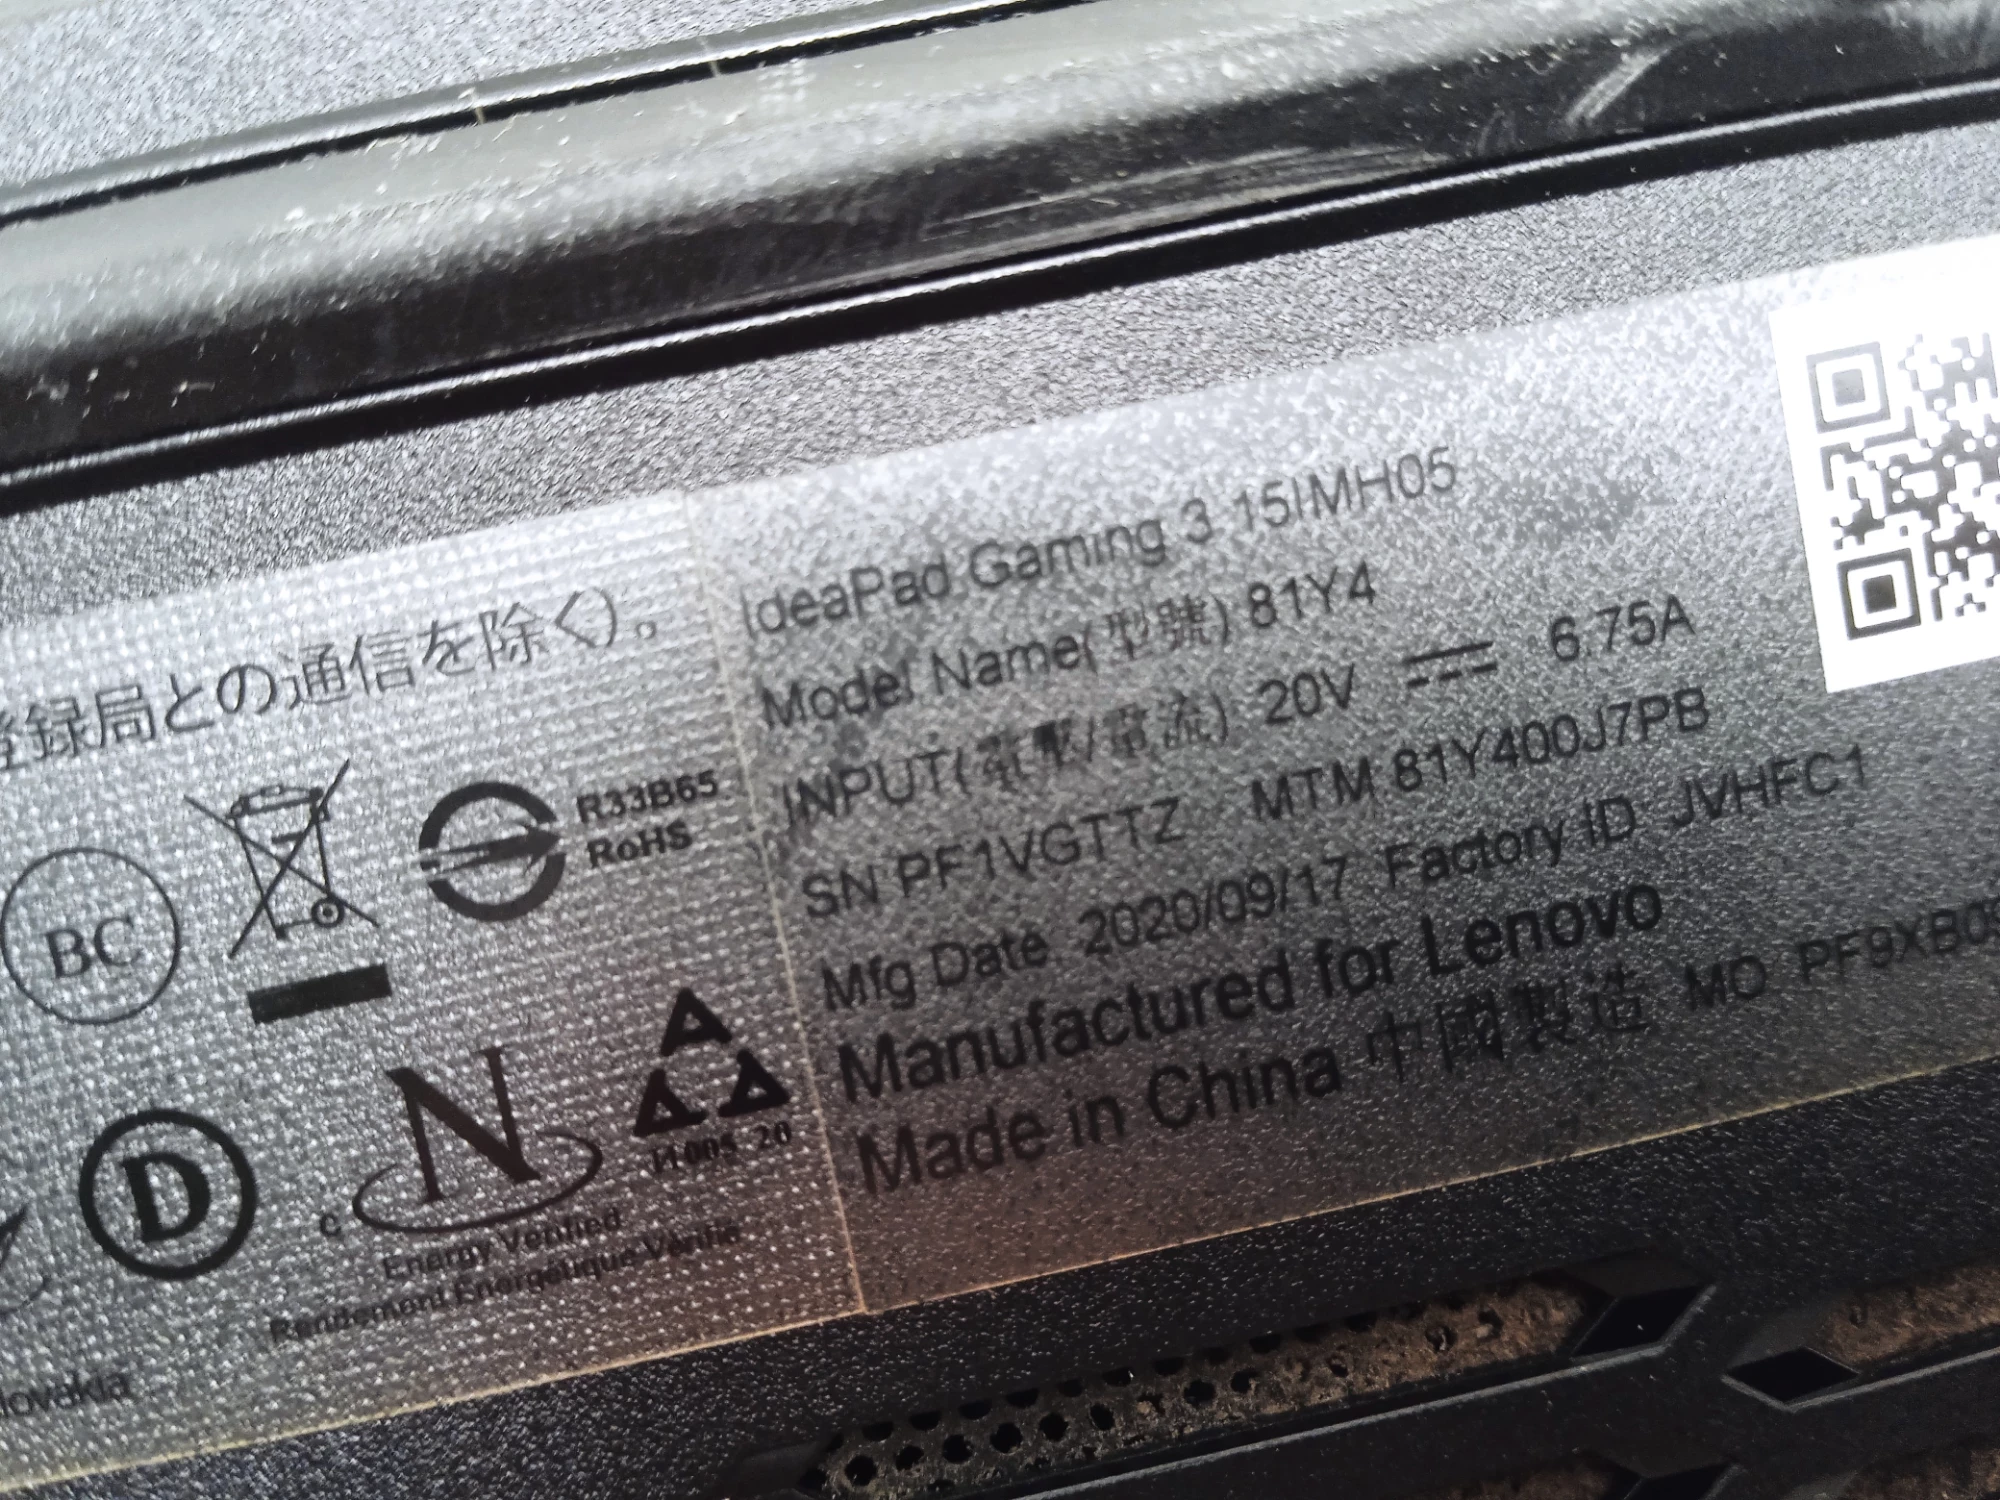 登録局との通信を除く)。
BC
R33B65
RoHS
D
N
C
Energy Verified
Rendement Énergétique Vérifié
IdeaPad Gaming 3 15IMH05
Model Name(型號) 81Y4
INPUT(電壓/電流) 20V ⎓ 6.75A
SN PF1VGTTZ MTM 81Y400J7PB
Mfg Date 2020/09/17 Factory ID JVHFC1
Manufactured for Lenovo
Made in China 中國製造 MO PF9XB09